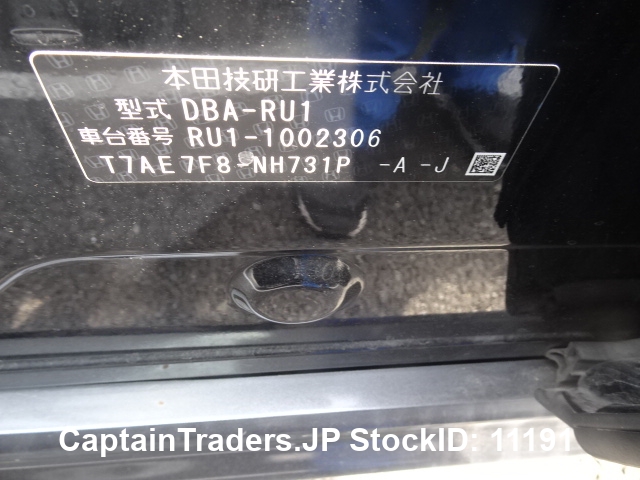 本田技研工業株式会社
型式 DBA-RU1
車台番号 RU1-1002306
T7AE7F8-NH731P -A -J
CaptainTraders.JP StockID: 11191